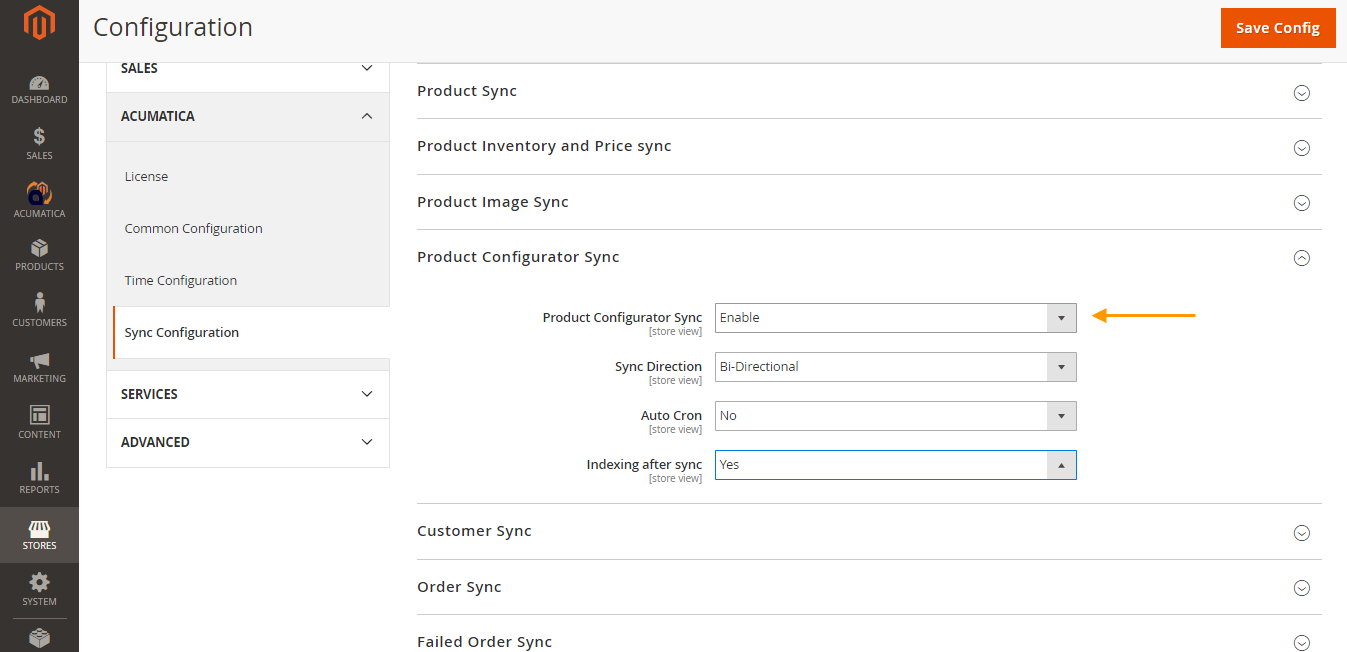 Configuration
Save Config
DASHBOARD
SALES
ACUMATICA
PRODUCTS
CUSTOMERS
MARKETING
CONTENT
REPORTS
STORES
SYSTEM
SALES
ACUMATICA
License
Common Configuration
Time Configuration
Sync Configuration
SERVICES
ADVANCED
Product Sync
Product Inventory and Price sync
Product Image Sync
Product Configurator Sync
Product Configurator Sync Enable
[store view]
Sync Direction Bi-Directional
[store view]
Auto Cron No
[store view]
Indexing after sync Yes
[store view]
Customer Sync
Order Sync
Failed Order Sync